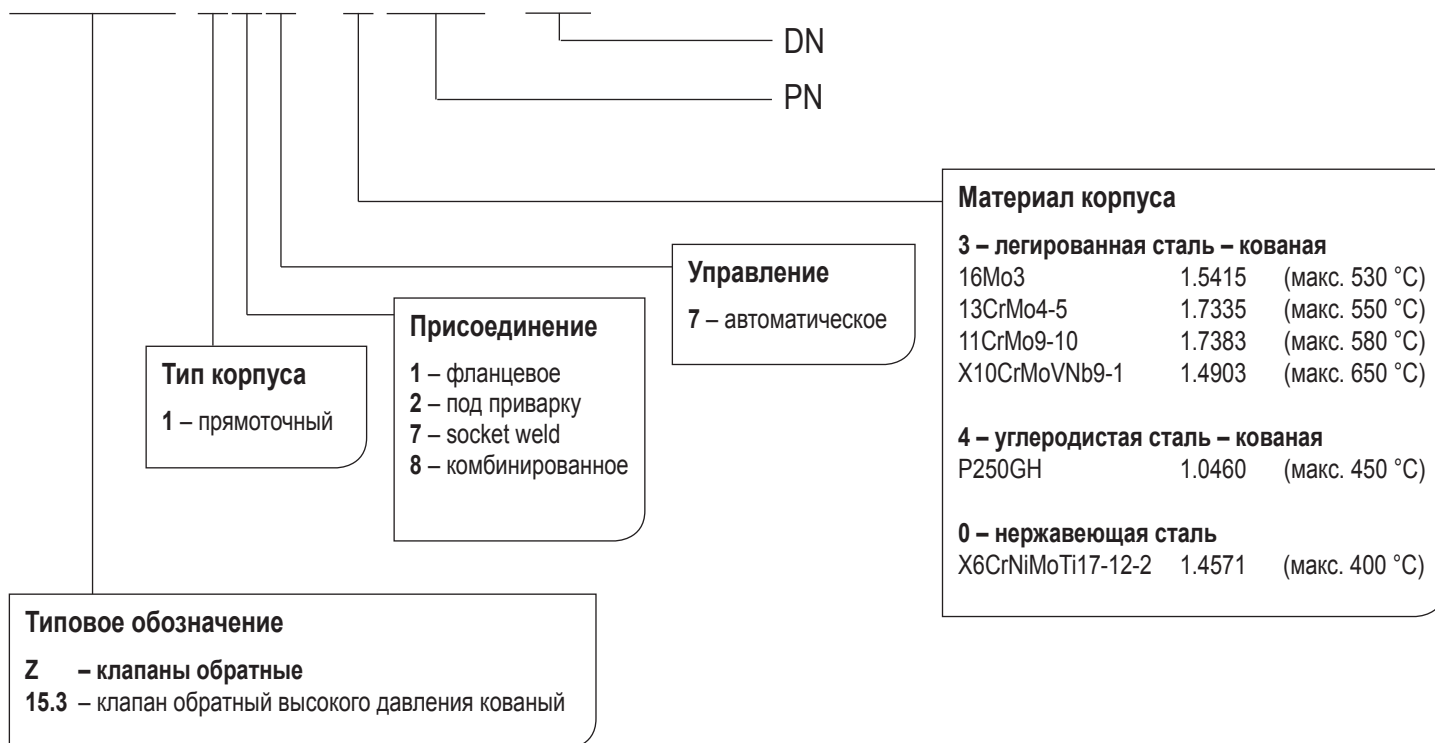 DN
PN
Материал корпуса
3 – легированная сталь – кованая
16Mo3 1.5415 (макс. 530 °C)
13CrMo4-5 1.7335 (макс. 550 °C)
11CrMo9-10 1.7383 (макс. 580 °C)
X10CrMoVNb9-1 1.4903 (макс. 650 °C)
4 – углеродистая сталь – кованая
P250GH 1.0460 (макс. 450 °C)
0 – нержавеющая сталь
X6CrNiMoTi17-12-2 1.4571 (макс. 400 °C)
Управление
7 – автоматическое
Присоединение
1 – фланцевое
2 – под приварку
7 – socket weld
8 – комбинированное
Тип корпуса
1 – прямоточный
Типовое обозначение
Z – клапаны обратные
15.3 – клапан обратный высокого давления кованый